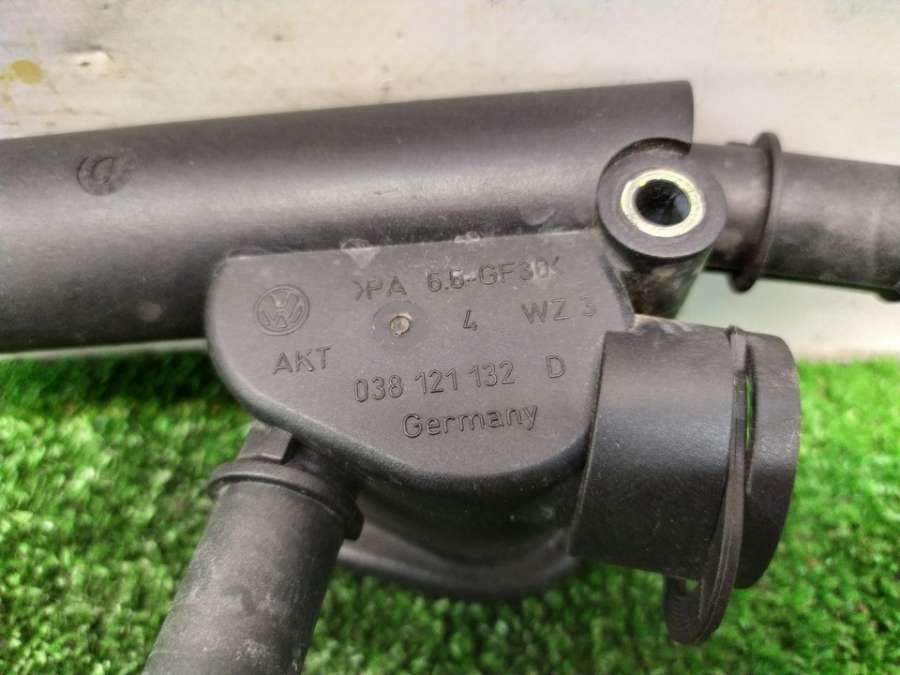 >PA 6.6-GF30<
4 WZ 3
AKT
038 121 132 D
Germany